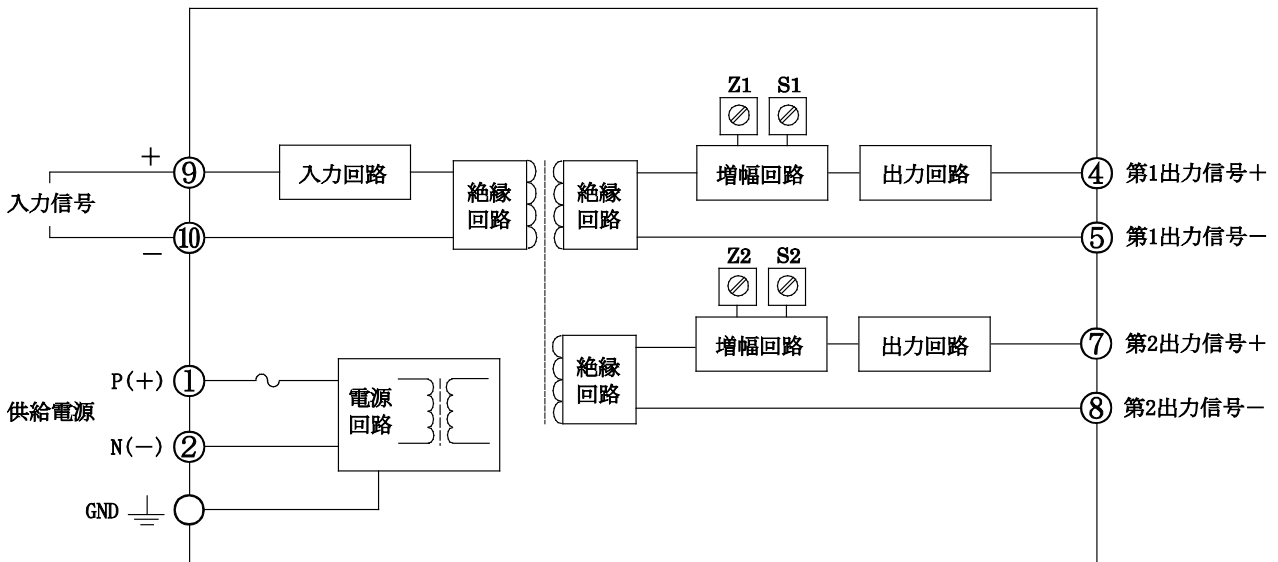 Z1
S1
+
⑨
入力回路
増幅回路
出力回路
④
第1出力信号+
入力信号
絶縁
回路
絶縁
回路
⑩
−
⑤
第1出力信号−
Z2
S2
増幅回路
出力回路
⑦
第2出力信号+
絶縁
回路
P(+)
①
供給電源
電源
回路
⑧
第2出力信号−
N(−)
②
GND